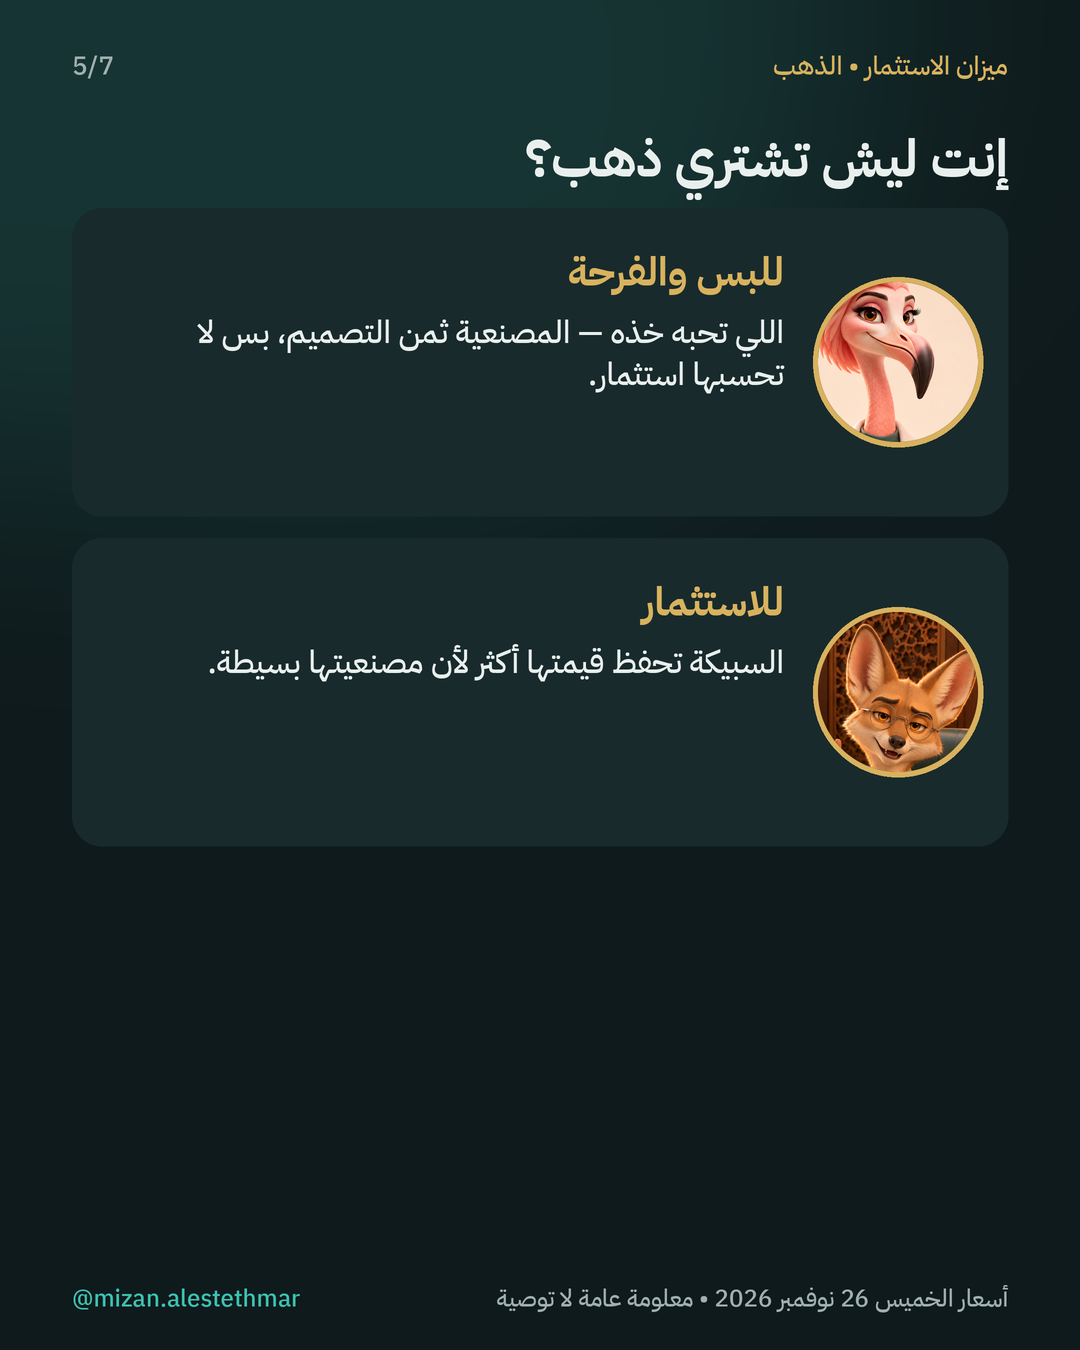 ميزان الاستثمار • الذهب
5/7
إنت ليش تشتري ذهب؟
للبس والفرحة
اللي تحبه خذه — المصنعية ثمن التصميم، بس لا
تحسبها استثمار.
للاستثمار
السبيكة تحفظ قيمتها أكثر لأن مصنعيتها بسيطة.
أسعار الخميس 26 نوفمبر 2026 • معلومة عامة لا توصية
@mizan.alestethmar